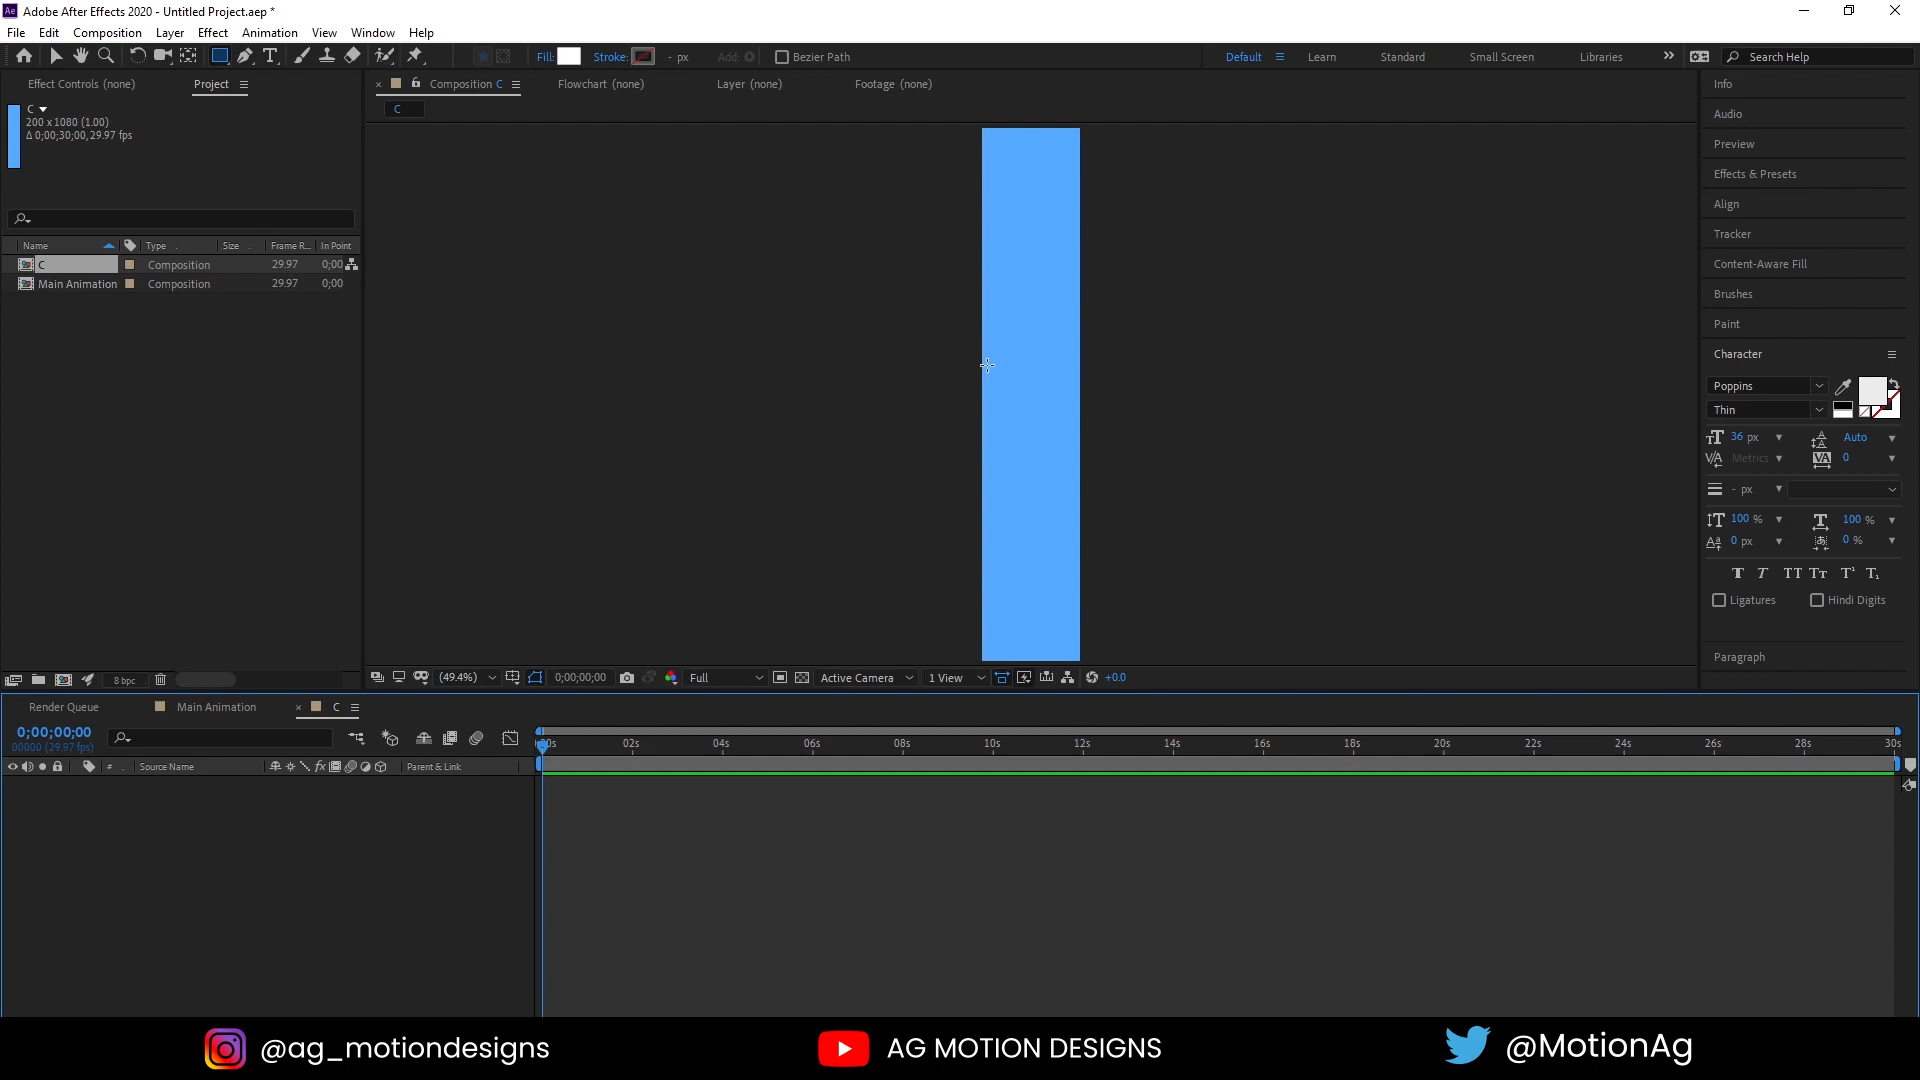 Ae Adobe After Effects 2020 - Untitled Project.aep *
File Edit Composition Layer Effect Animation View Window Help
Fill: Stroke: - px Add: Bezier Path Default Learn Standard Small Screen Libraries Search Help
Effect Controls (none) Project Composition C Flowchart (none) Layer (none) Footage (none) Info
C
200 x 1080 (1.00)
Δ 0;00;30;00, 29.97 fps
C
Audio
Preview
Effects & Presets
Align
Tracker
Content-Aware Fill
Brushes
Paint
Name Type Size Frame R... In Point
C Composition 29.97 0;00
Main Animation Composition 29.97 0;00
Character
Poppins
Thin
36 px Auto
Metrics 0
- px
100 % 100 %
0 px 0 %
T T TT Tt T¹ T₁
Ligatures Hindi Digits
Paragraph
8 bpc (49.4%) 0;00;00;00 Full Active Camera 1 View +0.0
Render Queue Main Animation C
0;00;00;00
00000 (29.97 fps)
02s 04s 06s 08s 10s 12s 14s 16s 18s 20s 22s 24s 26s 28s 30s
# Source Name fx Parent & Link
@ag_motiondesigns AG MOTION DESIGNS @MotionAg